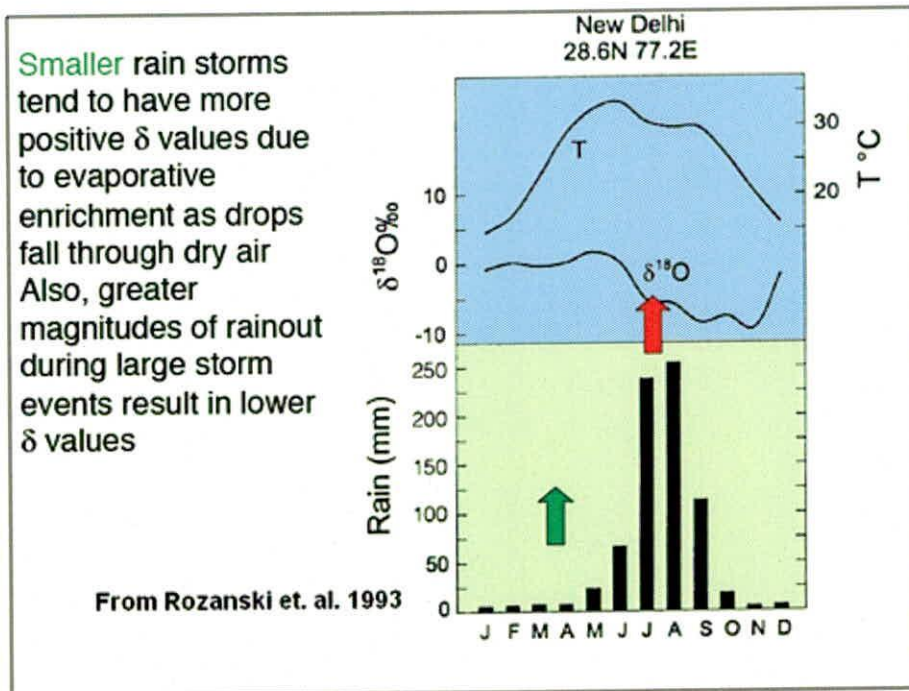 Smaller rain storms
tend to have more
positive δ values due
to evaporative
enrichment as drops
fall through dry air
Also, greater
magnitudes of rainout
during large storm
events result in lower
δ values
From Rozanski et. al. 1993
New Delhi
28.6N 77.2E
T
30
20
T °C
10
0
-10
δ¹⁸O‰
δ¹⁸O
250
200
150
100
50
0
Rain (mm)
J F M A M J J A S O N D